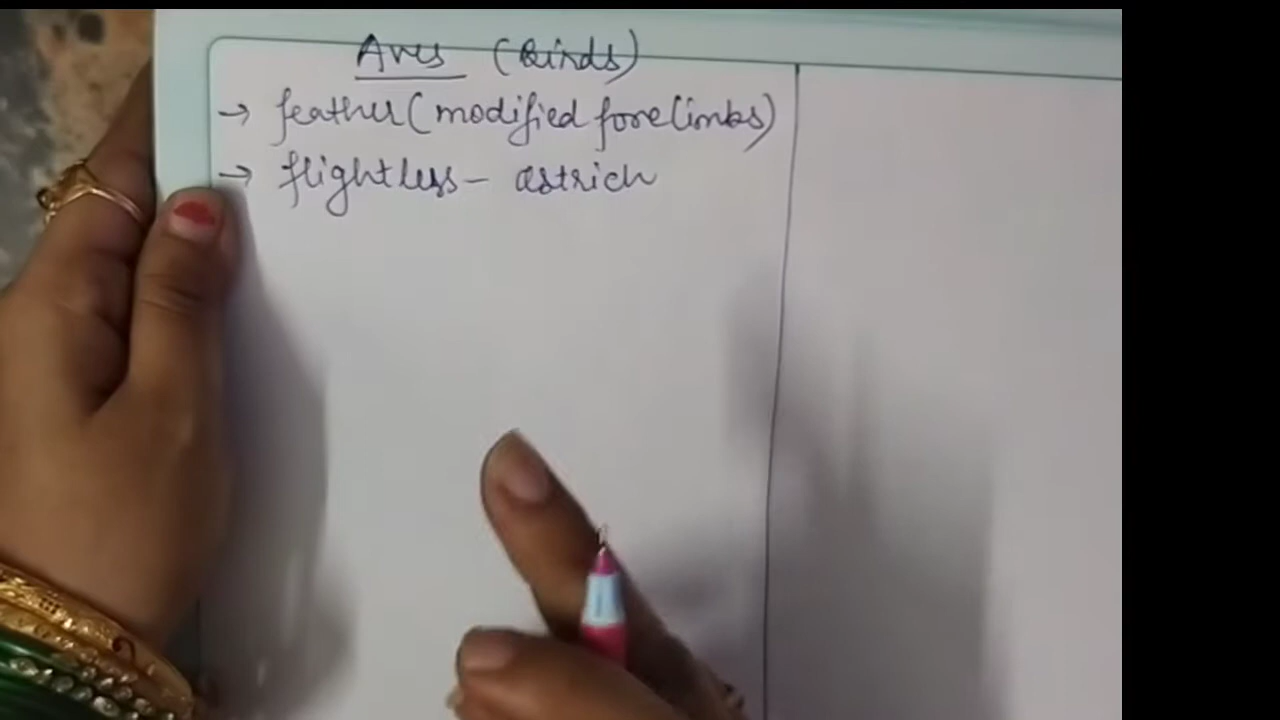 Aves (Birds)
→ feather (modified forelimbs)
→ flightless - ostrich